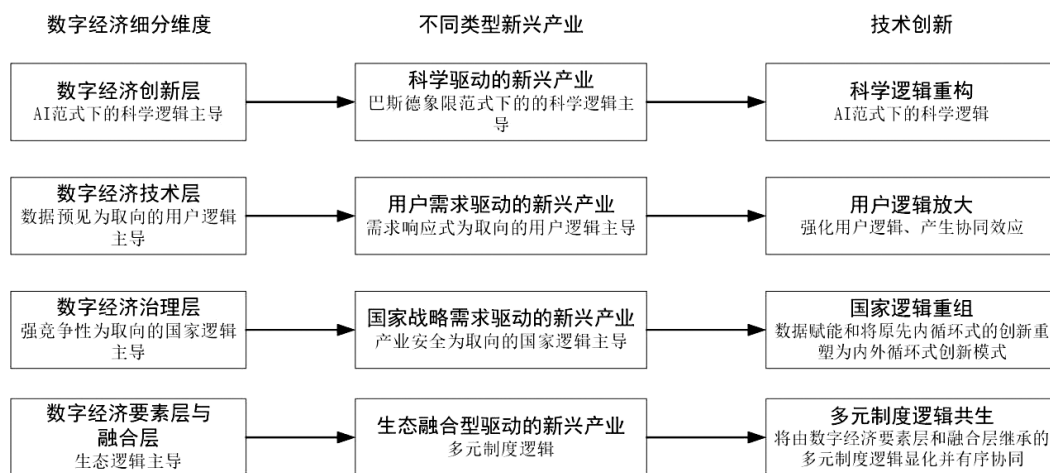 数字经济细分维度
不同类型新兴产业
技术创新
数字经济创新层
AI范式下的科学逻辑主导
科学驱动的新兴产业
巴斯德象限范式下的的科学逻辑主
导
科学逻辑重构
AI范式下的科学逻辑
数字经济技术层
数据预见为取向的用户逻辑
主导
用户需求驱动的新兴产业
需求响应式为取向的用户逻辑主导
用户逻辑放大
强化用户逻辑、产生协同效应
数字经济治理层
强竞争性为取向的国家逻辑
主导
国家战略需求驱动的新兴产业
产业安全为取向的国家逻辑主导
国家逻辑重组
数据赋能和将原先内循环式的创新重
塑为内外循环式创新模式
数字经济要素层与
融合层
生态逻辑主导
生态融合型驱动的新兴产业
多元制度逻辑
多元制度逻辑共生
将由数字经济要素层和融合层继承的
多元制度逻辑显化并有序协同